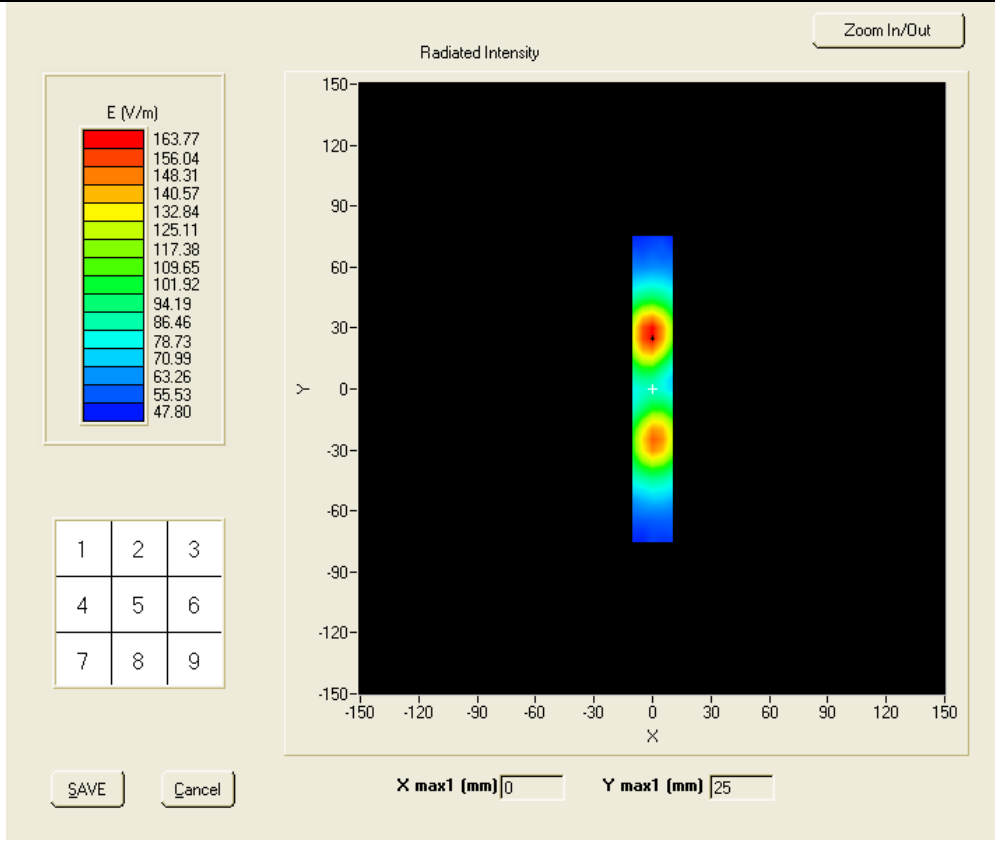 Zoom In/Out
Radiated Intensity
E (V/m)
163.77
156.04
148.31
140.57
132.84
125.11
117.38
109.65
101.92
94.19
86.46
78.73
70.99
63.26
55.53
47.80
1 2 3
4 5 6
7 8 9
150
120
90
60
30
0
-30
-60
-90
-120
-150
Y
-150 -120 -90 -60 -30 0 30 60 90 120 150
X
SAVE Cancel
X max1 (mm) 0 Y max1 (mm) 25